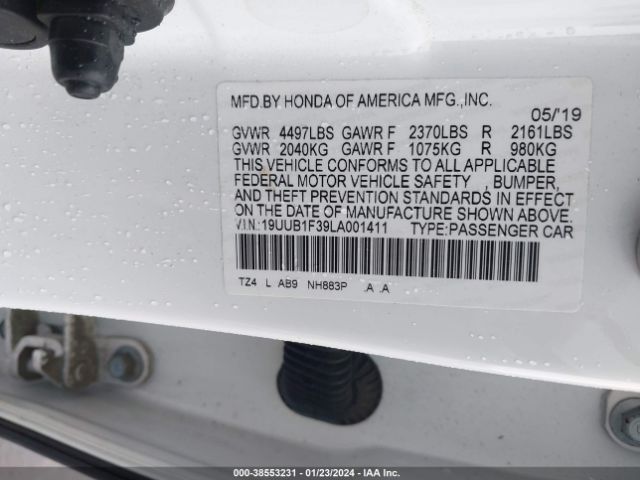 MFD.BY HONDA OF AMERICA MFG.,INC.
05/'19
GVWR 4497LBS GAWR F 2370LBS R 2161LBS
GVWR 2040KG GAWR F 1075KG R 980KG
THIS VEHICLE CONFORMS TO ALL APPLICABLE
FEDERAL MOTOR VEHICLE SAFETY , BUMPER,
AND THEFT PREVENTION STANDARDS IN EFFECT
ON THE DATE OF MANUFACTURE SHOWN ABOVE.
VIN:19UUB1F39LA001411 TYPE:PASSENGER CAR
TZ4 L AB9 NH883P .A .A
000-38553231 - 01/23/2024 - IAA Inc.